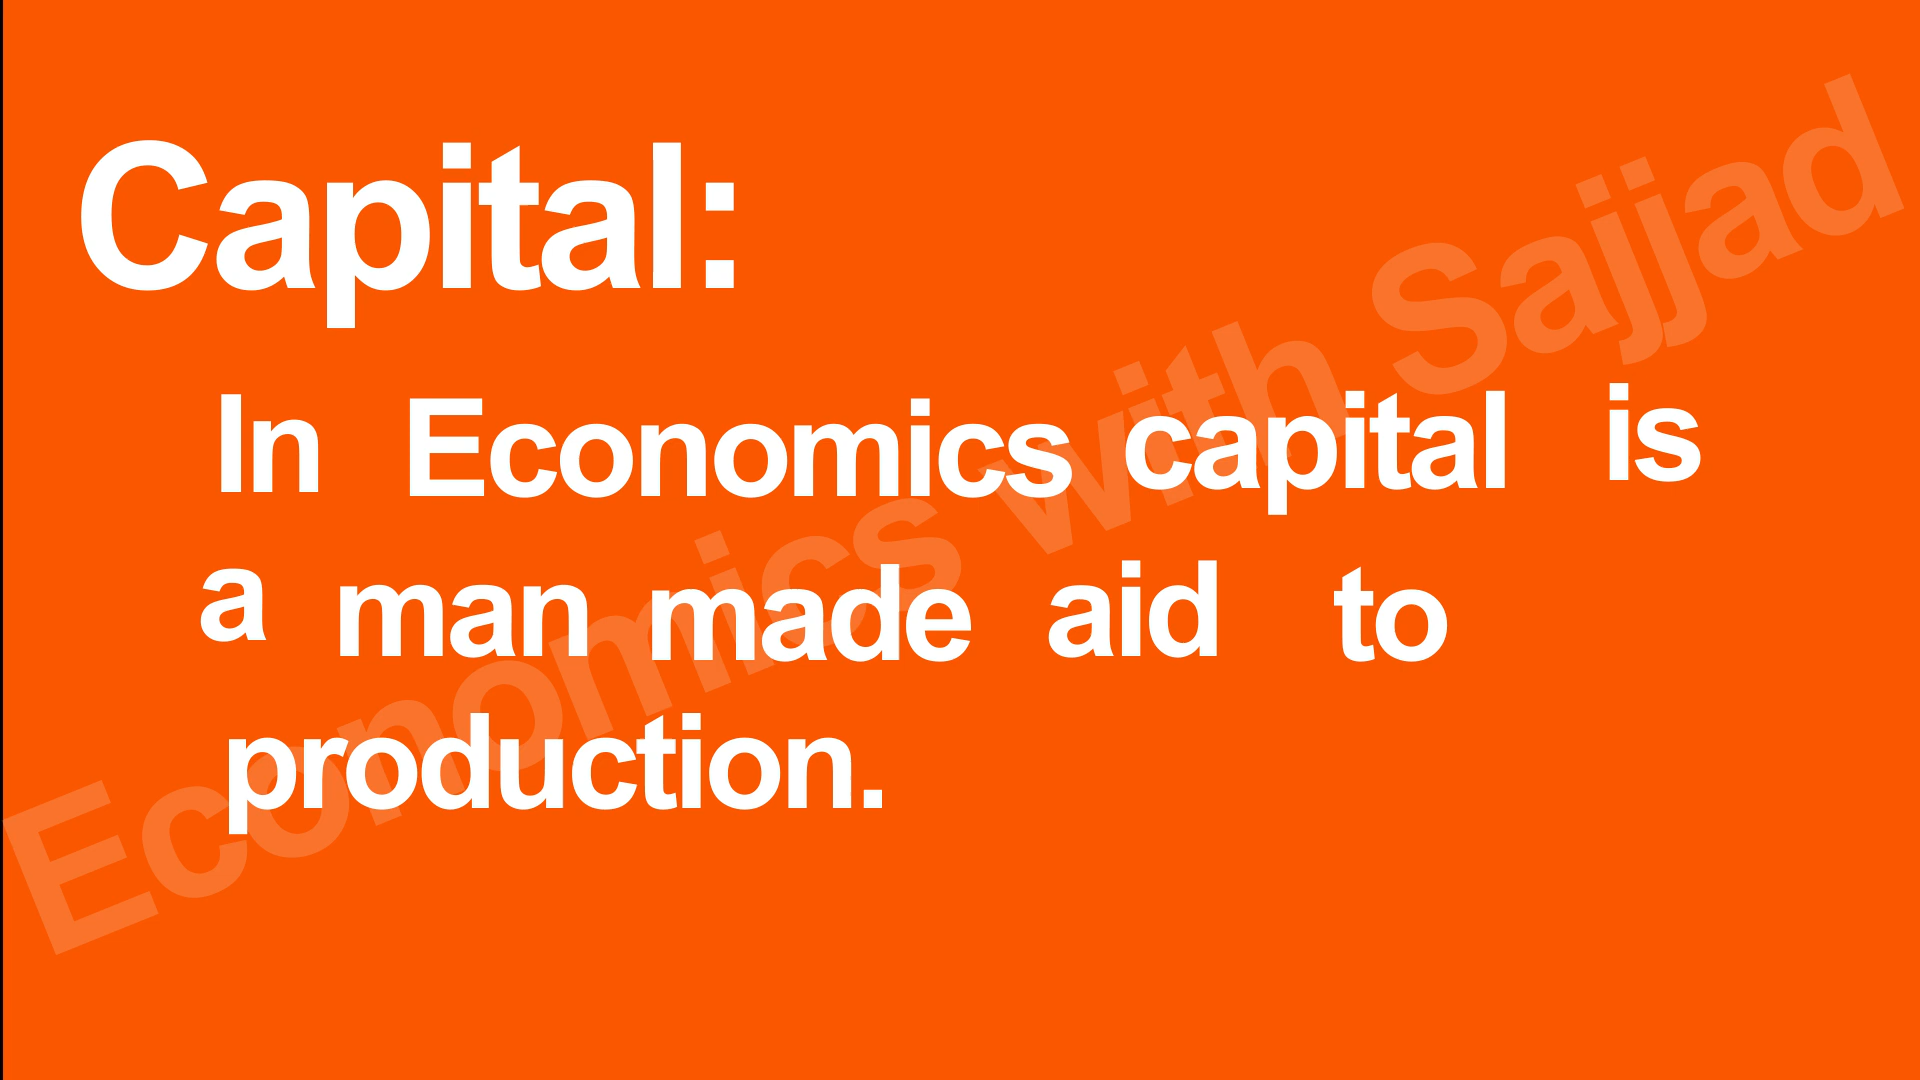 Capital:
In Economics capital is
a man made aid to
production.
Economics with Sajjad